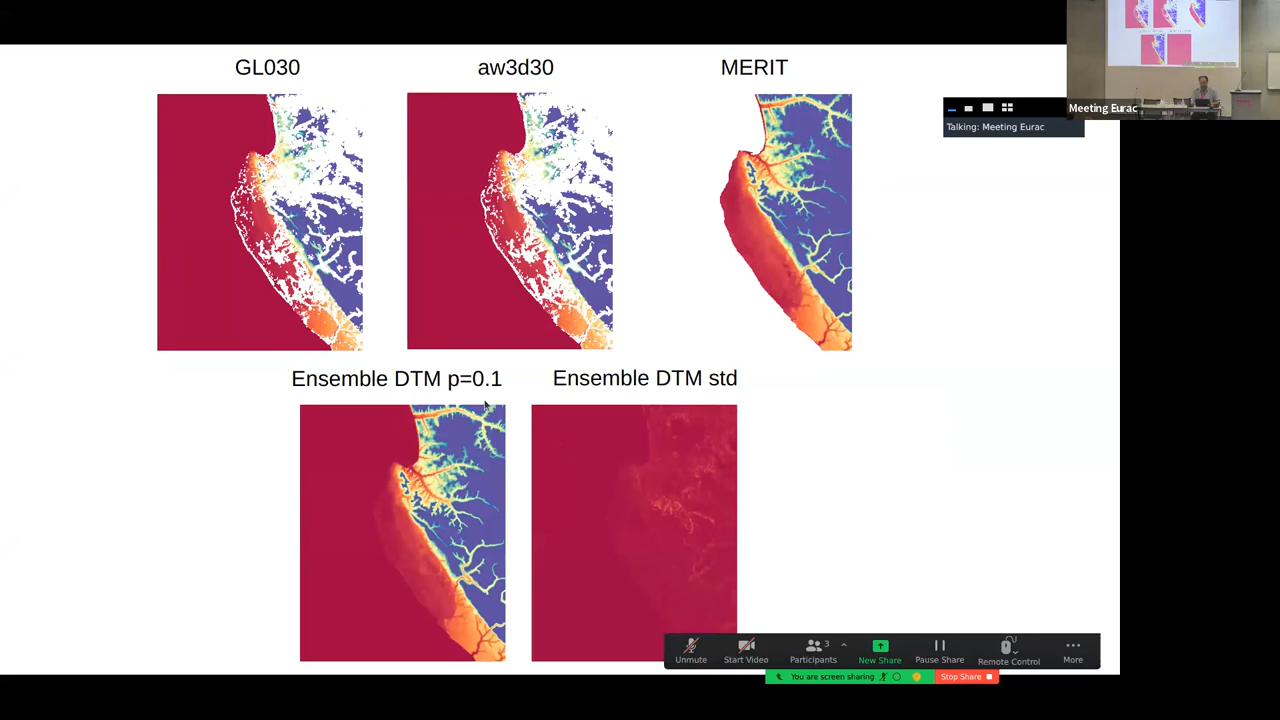 GL030
aw3d30
MERIT
Meeting Eurac
Talking: Meeting Eurac
Ensemble DTM p=0.1
Ensemble DTM std
Unmute
Start Video
Participants
3
New Share
Pause Share
Remote Control
More
You are screen sharing
Stop Share